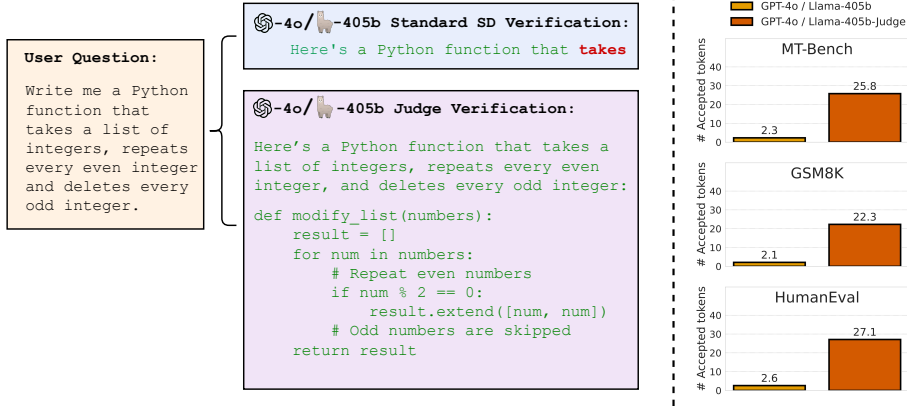 User Question:
Write me a Python
function that
takes a list of
integers, repeats
every even integer
and deletes every
odd integer.
-4o/ -405b Standard SD Verification:
Here's a Python function that takes
-4o/ -405b Judge Verification:
Here's a Python function that takes a
list of integers, repeats every even
integer, and deletes every odd integer:
def modify_list(numbers):
    result = []
    for num in numbers:
        # Repeat even numbers
        if num % 2 == 0:
            result.extend([num, num])
        # Odd numbers are skipped
    return result
GPT-4o / Llama-405b
GPT-4o / Llama-405b-Judge
MT-Bench
# Accepted tokens
40
30
20
10
0
2.3
25.8
GSM8K
# Accepted tokens
40
30
20
10
0
2.1
22.3
HumanEval
# Accepted tokens
40
30
20
10
0
2.6
27.1